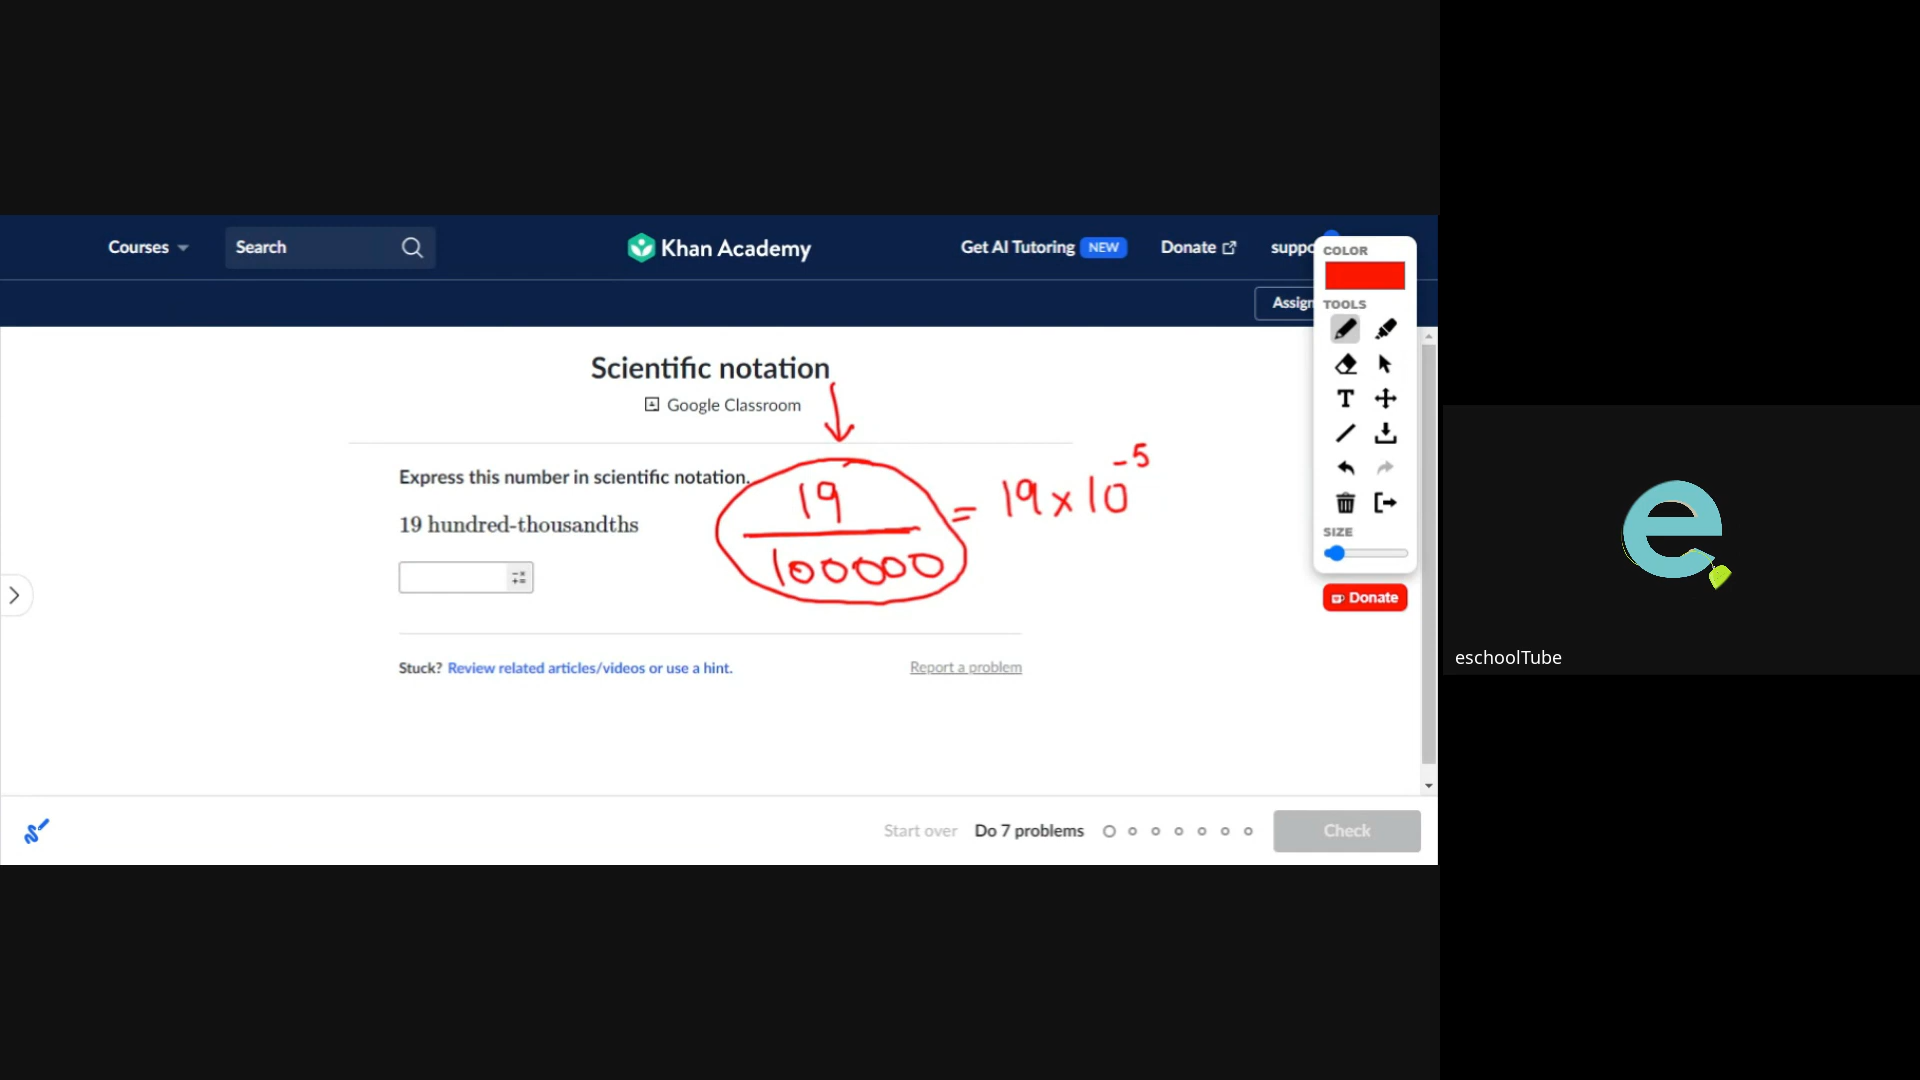 Courses
Search
Khan Academy
Get AI Tutoring NEW
Donate
suppo
Assign
COLOR
TOOLS
T
SIZE
Donate
Scientific notation
Google Classroom
Express this number in scientific notation.
19 hundred-thousandths
19
100000
= 19 x 10^-5
Stuck? Review related articles/videos or use a hint.
Report a problem
Start over
Do 7 problems
Check
e
eschoolTube